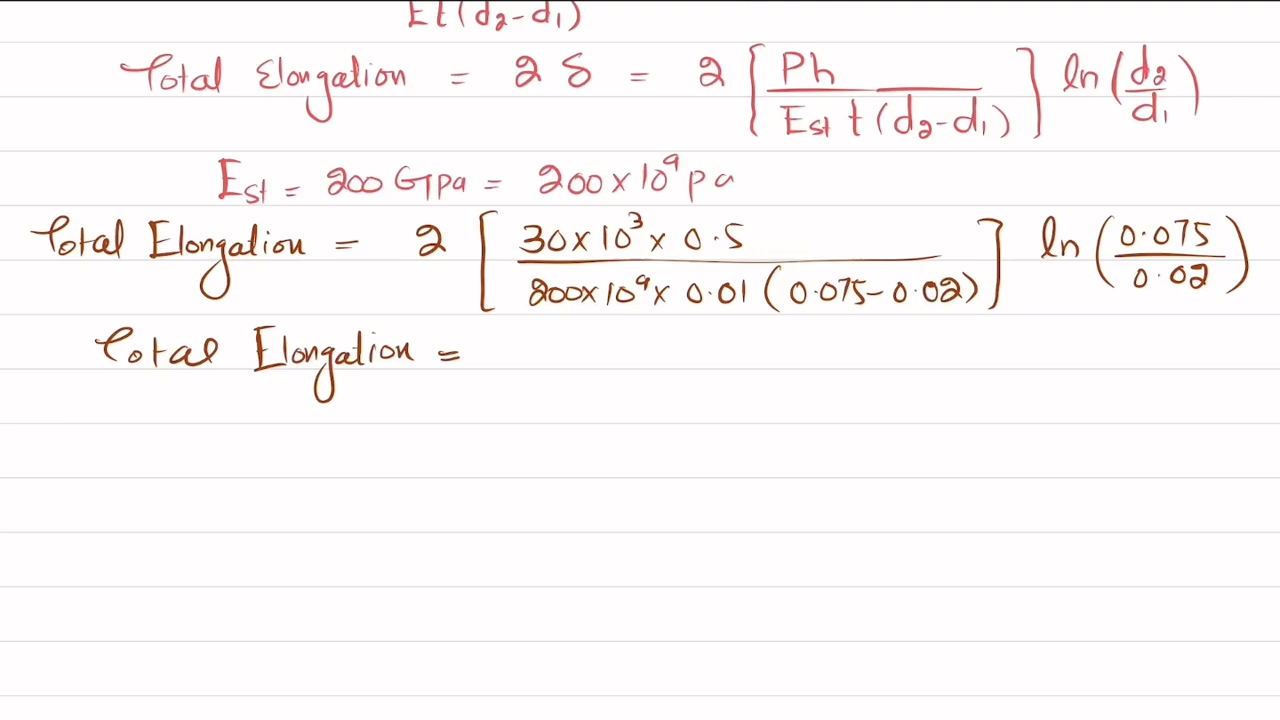 Et(d₂-d₁)
Total Elongation = 2 δ = 2 [Ph / Est t(d₂-d₁)] ln(d₂/d₁)
Est = 200 GPa = 200×10⁹ pa
Total Elongation = 2 [30×10³ × 0.5 / 200×10⁹ × 0.01 (0.075-0.02)] ln(0.075/0.02)
Total Elongation =